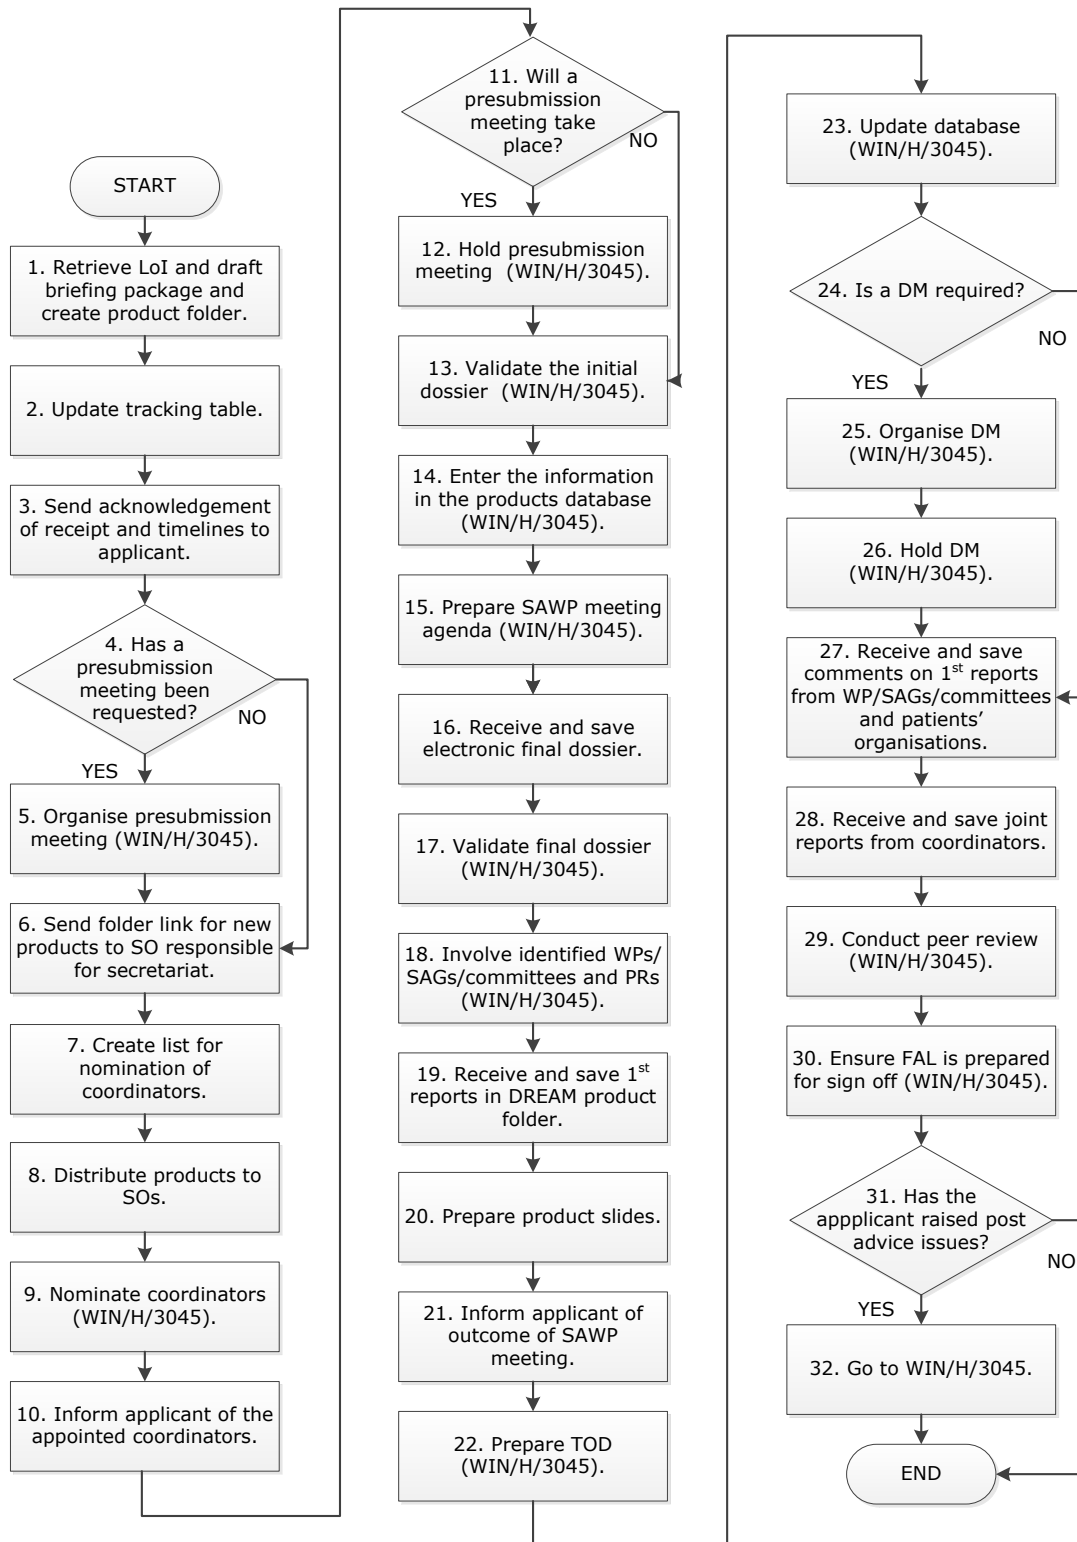 START
1. Retrieve LoI and draft
briefing package and
create product folder.
2. Update tracking table.
3. Send acknowledgement
of receipt and timelines to
applicant.
4. Has a
presubmission
meeting been
requested?
NO
YES
5. Organise presubmission
meeting (WIN/H/3045).
6. Send folder link for new
products to SO responsible
for secretariat.
7. Create list for
nomination of
coordinators.
8. Distribute products to
SOs.
9. Nominate coordinators
(WIN/H/3045).
10. Inform applicant of the
appointed coordinators.
11. Will a
presubmission
meeting take
place?
NO
YES
12. Hold presubmission
meeting (WIN/H/3045).
13. Validate the initial
dossier (WIN/H/3045).
14. Enter the information
in the products database
(WIN/H/3045).
15. Prepare SAWP meeting
agenda (WIN/H/3045).
16. Receive and save
electronic final dossier.
17. Validate final dossier
(WIN/H/3045).
18. Involve identified WPs/
SAGs/committees and PRs
(WIN/H/3045).
19. Receive and save 1st
reports in DREAM product
folder.
20. Prepare product slides.
21. Inform applicant of
outcome of SAWP
meeting.
22. Prepare TOD
(WIN/H/3045).
23. Update database
(WIN/H/3045).
24. Is a DM required?
NO
YES
25. Organise DM
(WIN/H/3045).
26. Hold DM
(WIN/H/3045).
27. Receive and save
comments on 1st reports
from WP/SAGs/committees
and patients’
organisations.
28. Receive and save joint
reports from coordinators.
29. Conduct peer review
(WIN/H/3045).
30. Ensure FAL is prepared
for sign off (WIN/H/3045).
31. Has the
appplicant raised post
advice issues?
NO
YES
32. Go to WIN/H/3045.
END